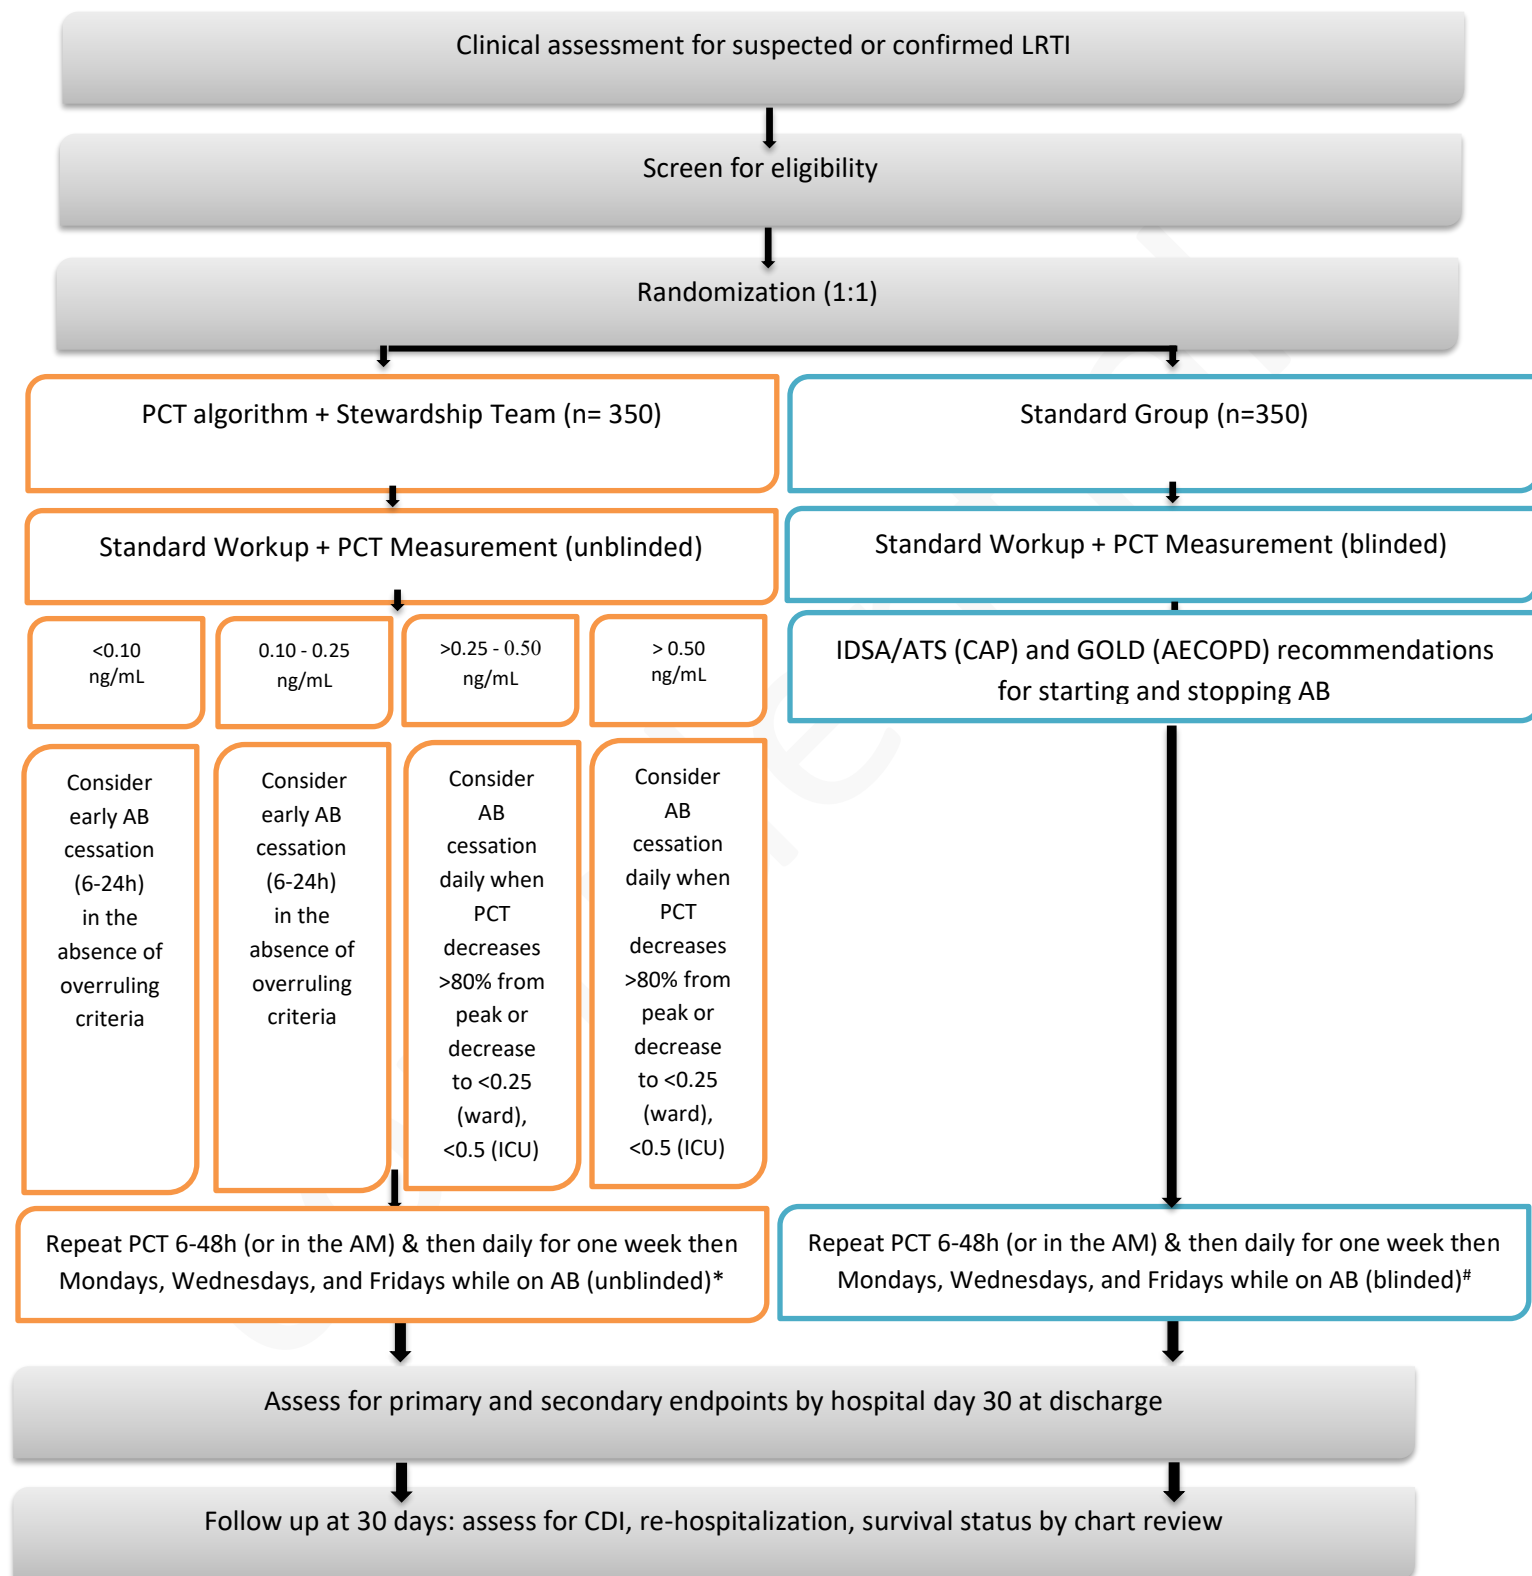 Clinical assessment for suspected or confirmed LRTI
Screen for eligibility
Randomization (1:1)
PCT algorithm + Stewardship Team (n= 350)
Standard Group (n=350)
Standard Workup + PCT Measurement (unblinded)
Standard Workup + PCT Measurement (blinded)
<0.10
ng/mL
0.10 - 0.25
ng/mL
>0.25 - 0.50
ng/mL
> 0.50
ng/mL
IDSA/ATS (CAP) and GOLD (AECOPD) recommendations
for starting and stopping AB
Consider
early AB
cessation
(6-24h)
in the
absence of
overruling
criteria
Consider
early AB
cessation
(6-24h)
in the
absence of
overruling
criteria
Consider
AB
cessation
daily when
PCT
decreases
>80% from
peak or
decrease
to <0.25
(ward),
<0.5 (ICU)
Consider
AB
cessation
daily when
PCT
decreases
>80% from
peak or
decrease
to <0.25
(ward),
<0.5 (ICU)
Repeat PCT 6-48h (or in the AM) & then daily for one week then
Mondays, Wednesdays, and Fridays while on AB (unblinded)*
Repeat PCT 6-48h (or in the AM) & then daily for one week then
Mondays, Wednesdays, and Fridays while on AB (blinded)#
Assess for primary and secondary endpoints by hospital day 30 at discharge
Follow up at 30 days: assess for CDI, re-hospitalization, survival status by chart review